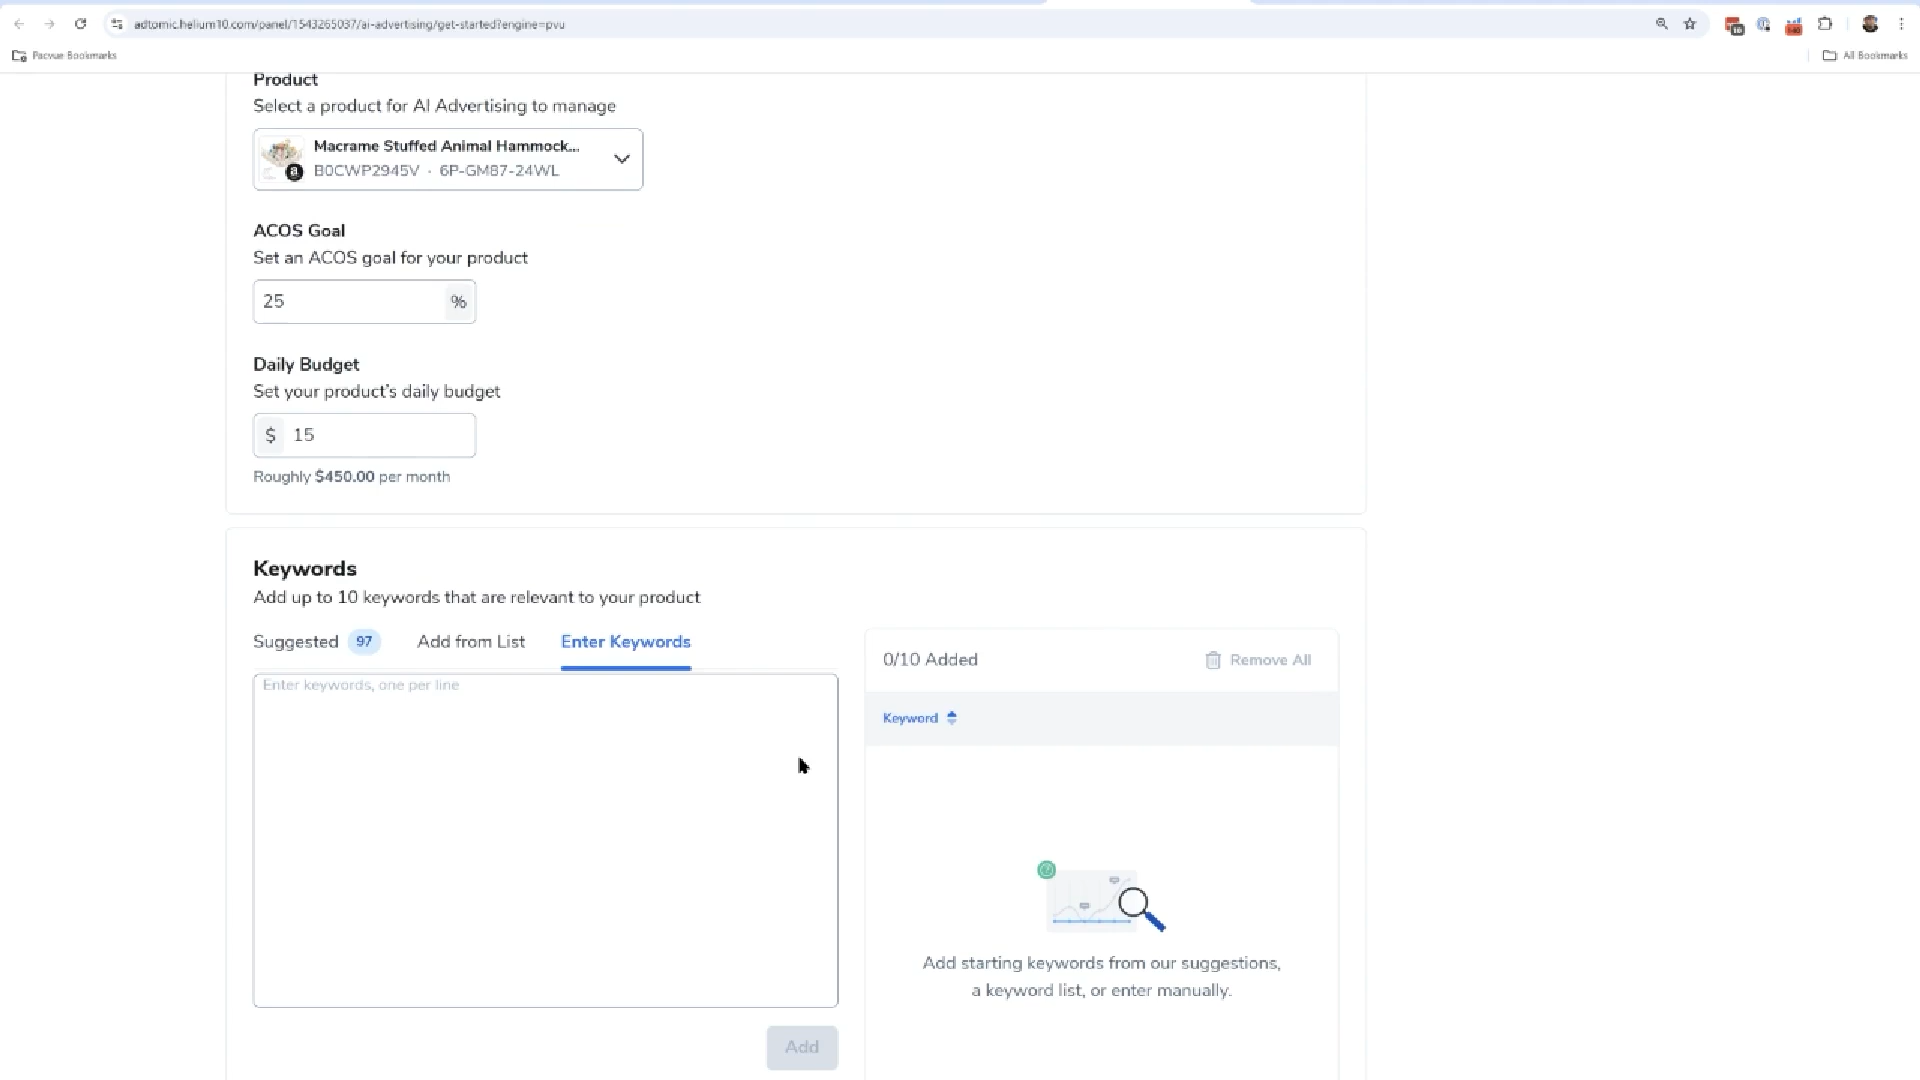 adtomic.helium10.com/panel/1543265037/ai-advertising/get-started?engine=pvu
Pacvue Bookmarks
All Bookmarks
Product
Select a product for AI Advertising to manage
Macrame Stuffed Animal Hammock...
B0CWP2945V · 6P-GM87-24WL
ACOS Goal
Set an ACOS goal for your product
25 %
Daily Budget
Set your product's daily budget
$ 15
Roughly $450.00 per month
Keywords
Add up to 10 keywords that are relevant to your product
Suggested 97 Add from List Enter Keywords
Enter keywords, one per line
Add
0/10 Added Remove All
Keyword
Add starting keywords from our suggestions,
a keyword list, or enter manually.